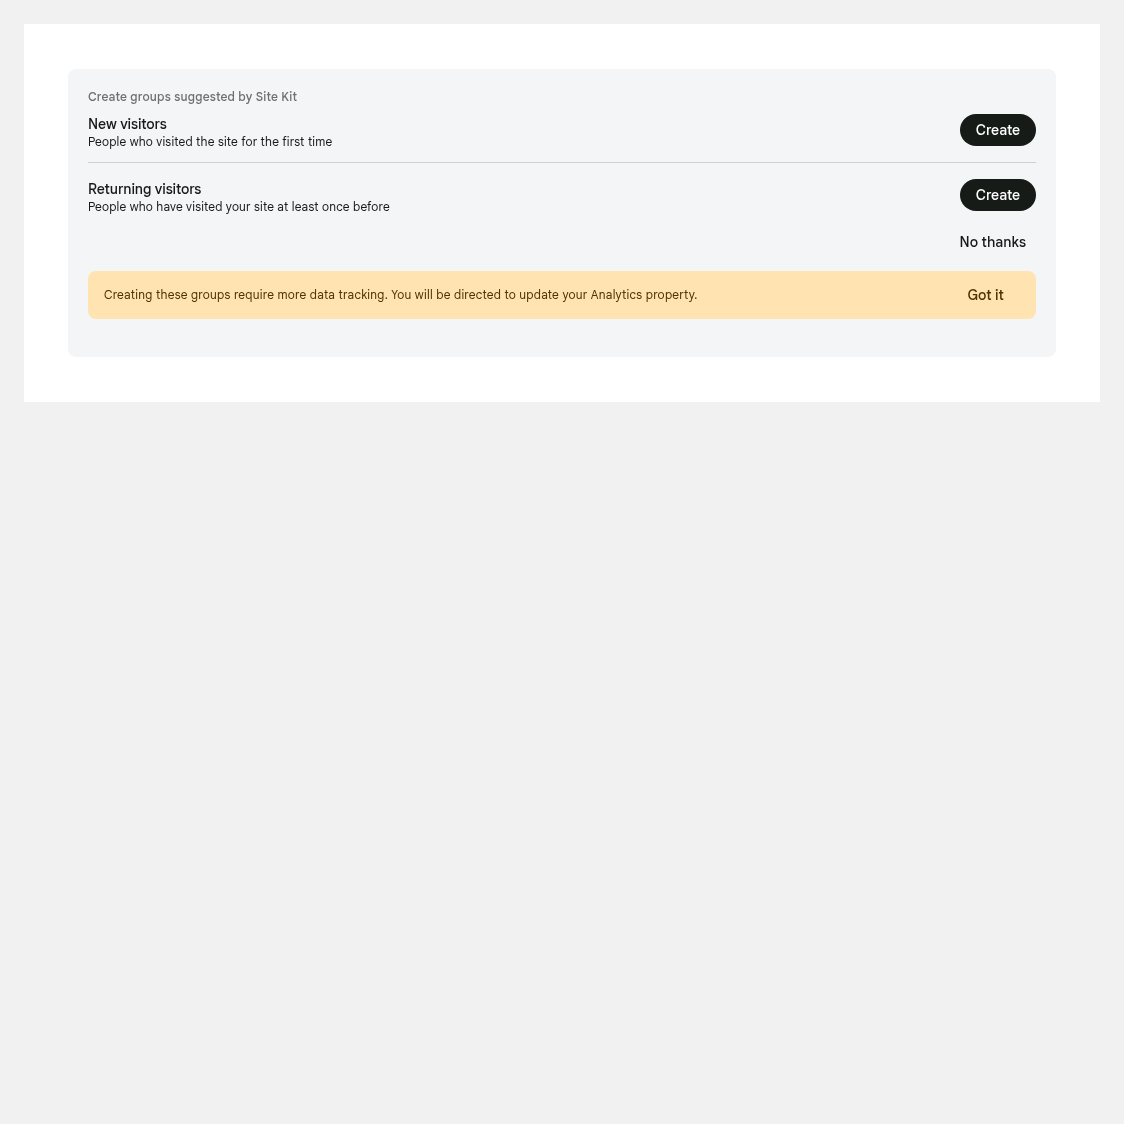 Create groups suggested by Site Kit
New visitors
People who visited the site for the first time
Create
Returning visitors
People who have visited your site at least once before
Create
No thanks
Creating these groups require more data tracking. You will be directed to update your Analytics property.
Got it